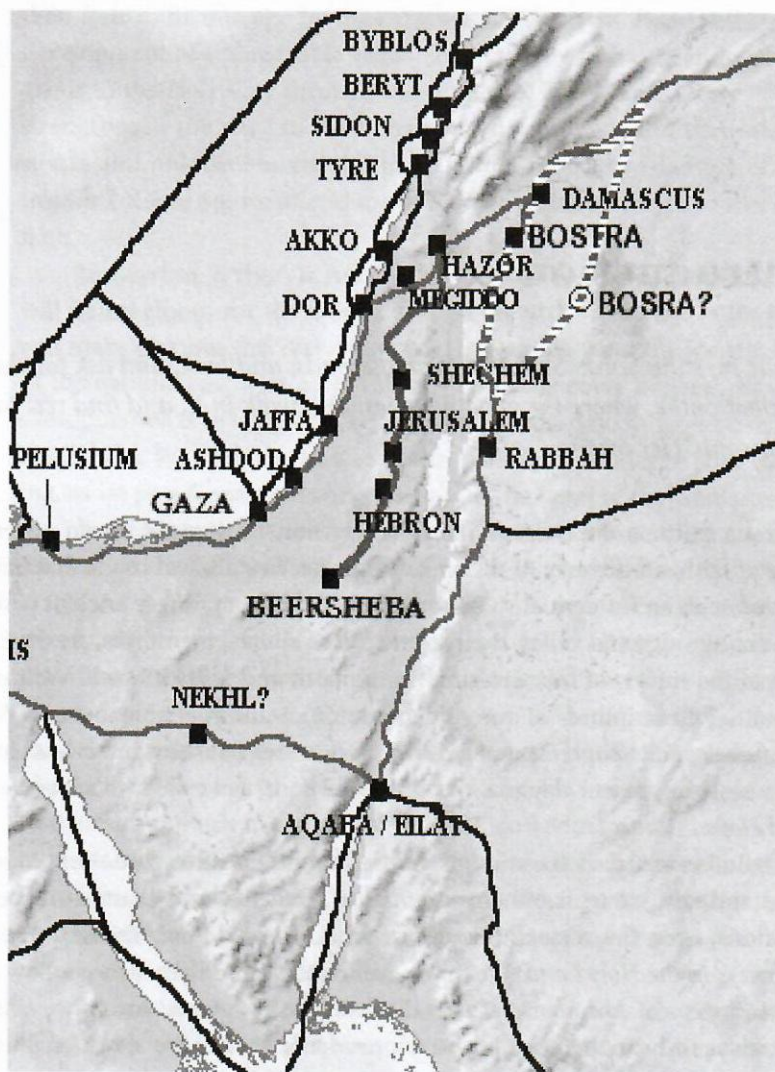 BYBLOS
BERYT
SIDON
TYRE
DAMASCUS
AKKO
BOSTRA
HAZOR
DOR
MEGIDDO
BOSRA?
SHECHEM
JAFFA
JERUSALEM
PELUSIUM
ASHDOD
RABBAH
GAZA
HEBRON
BEERSHEBA
IS
NEKHL?
AQABA / EILAT